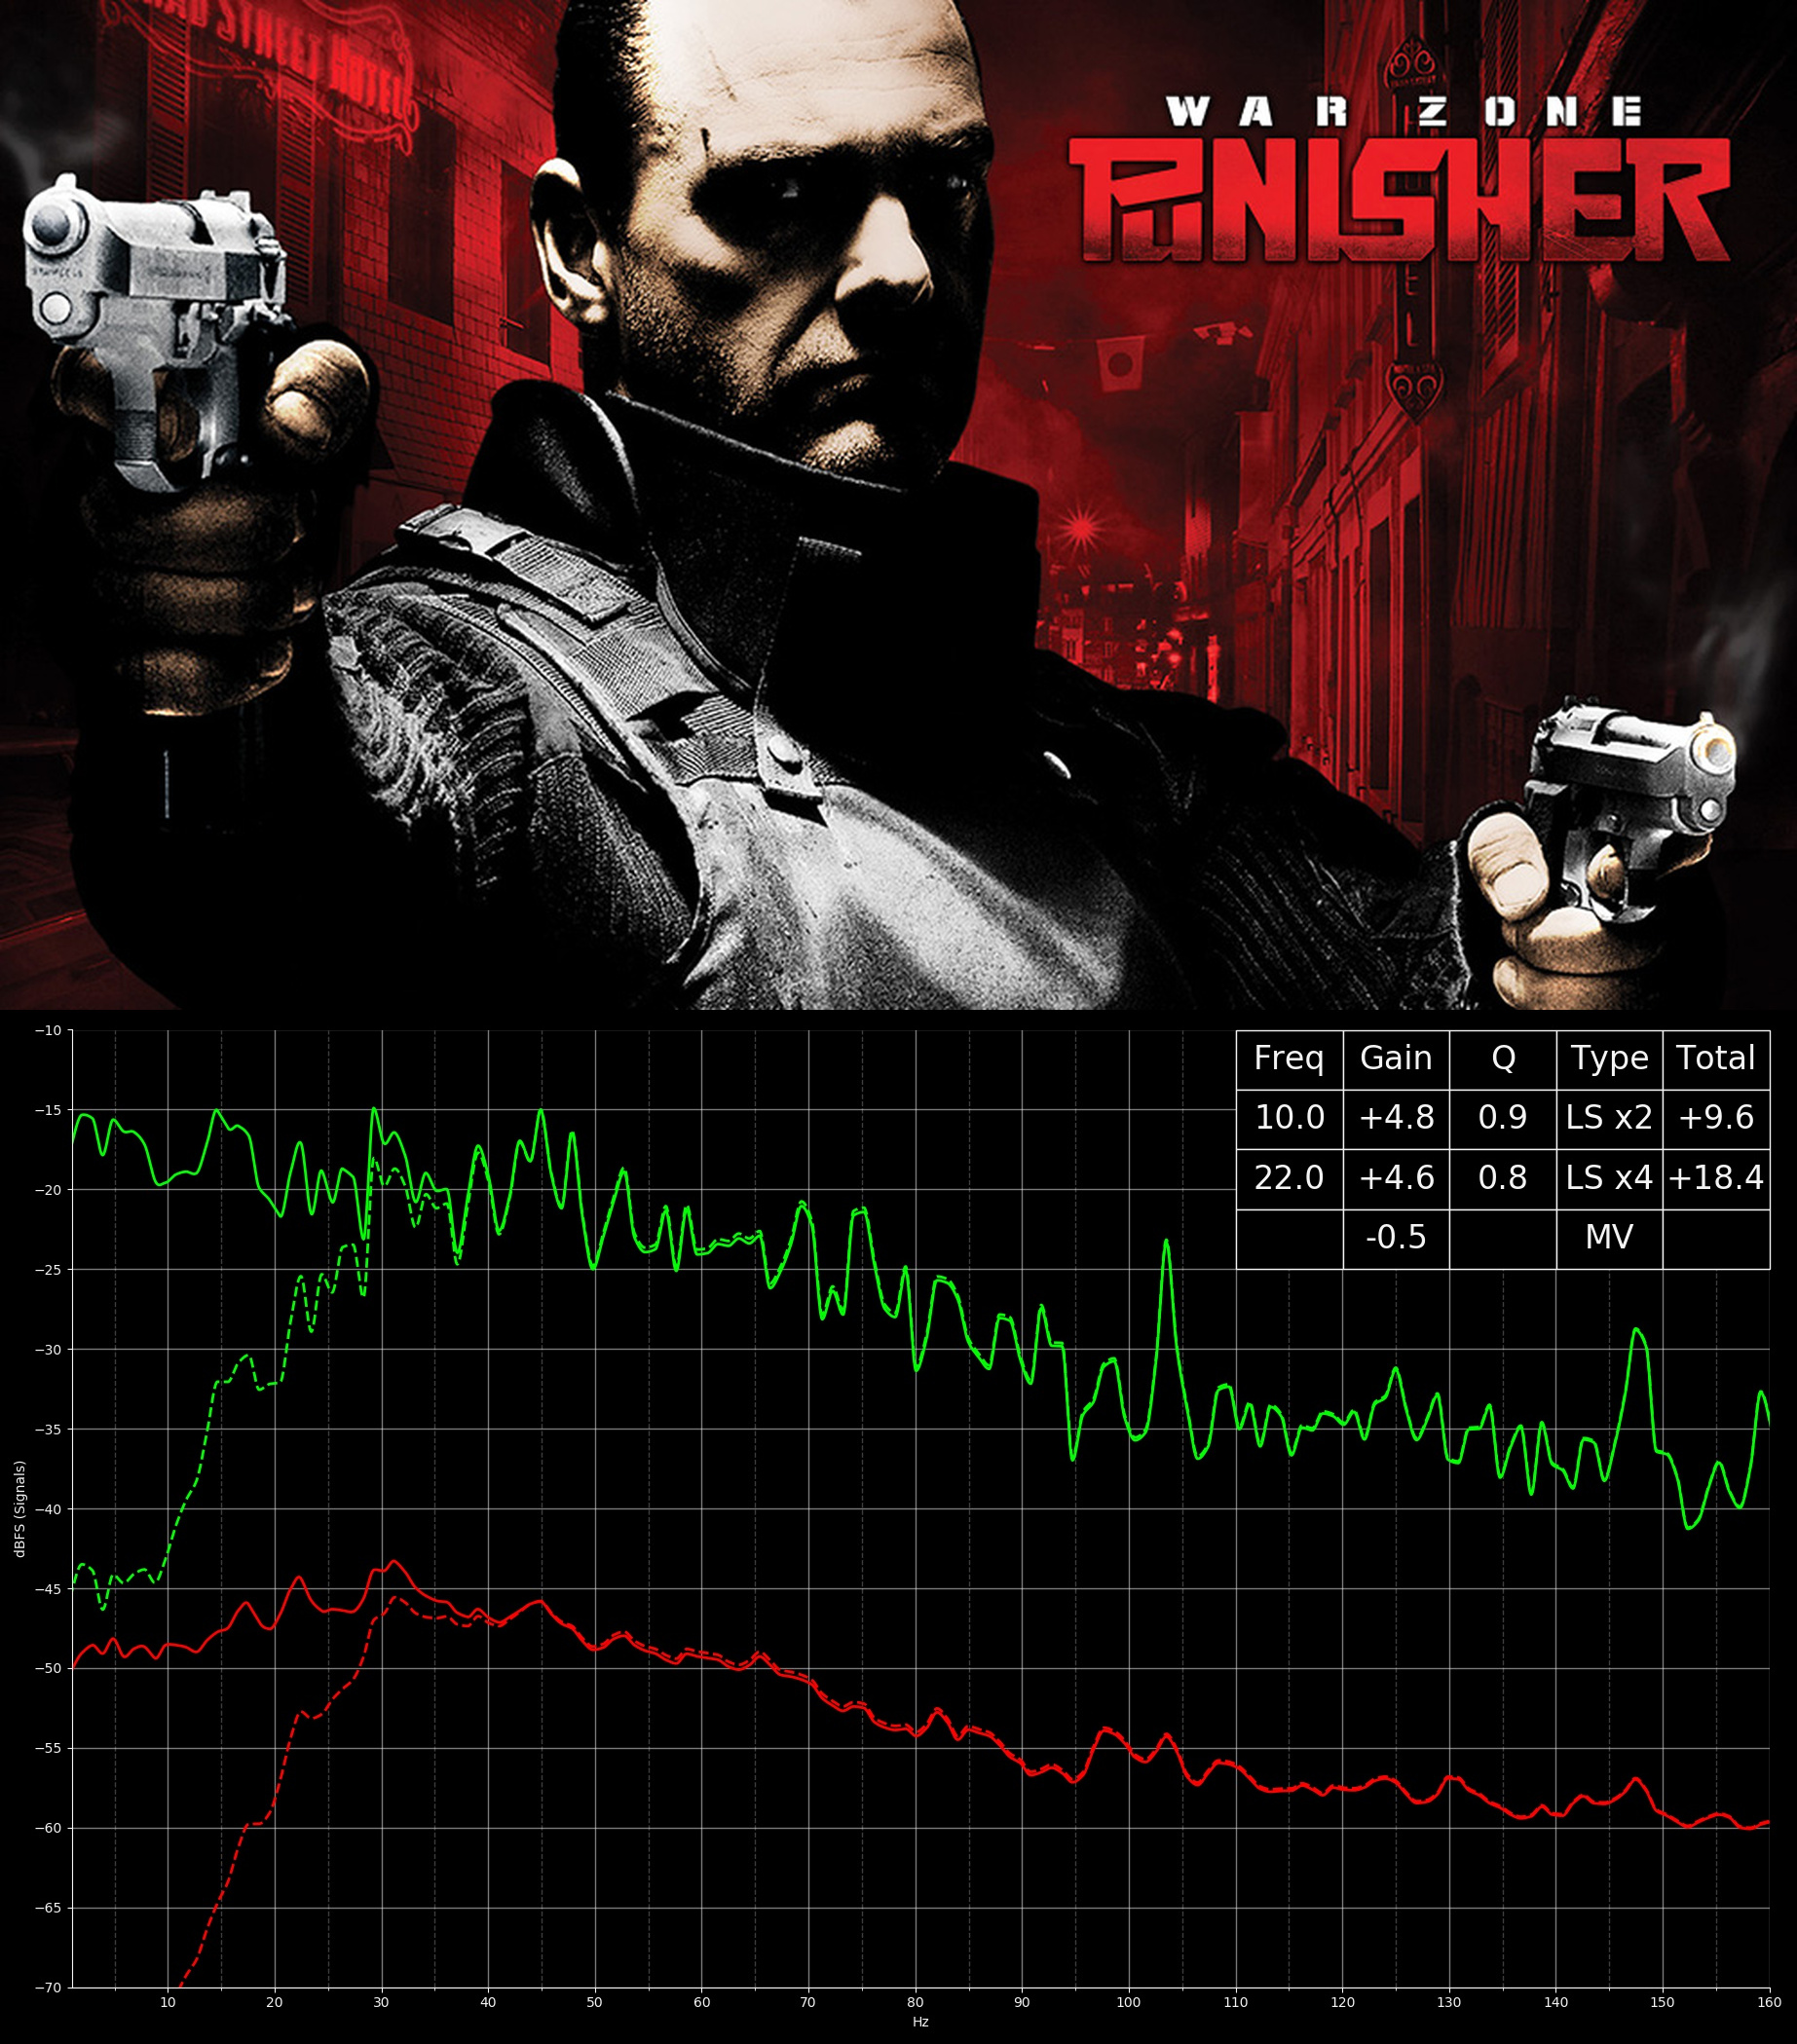 STREET HOTEL
WAR ZONE
PUNISHER
Freq Gain Q Type Total
10.0 +4.8 0.9 LS x2 +9.6
22.0 +4.6 0.8 LS x4 +18.4
-0.5 MV
−10
−15
−20
−25
−30
−35
−40
−45
−50
−55
−60
−65
−70
dBFS (Signals)
10 20 30 40 50 60 70 80 90 100 110 120 130 140 150 160
Hz